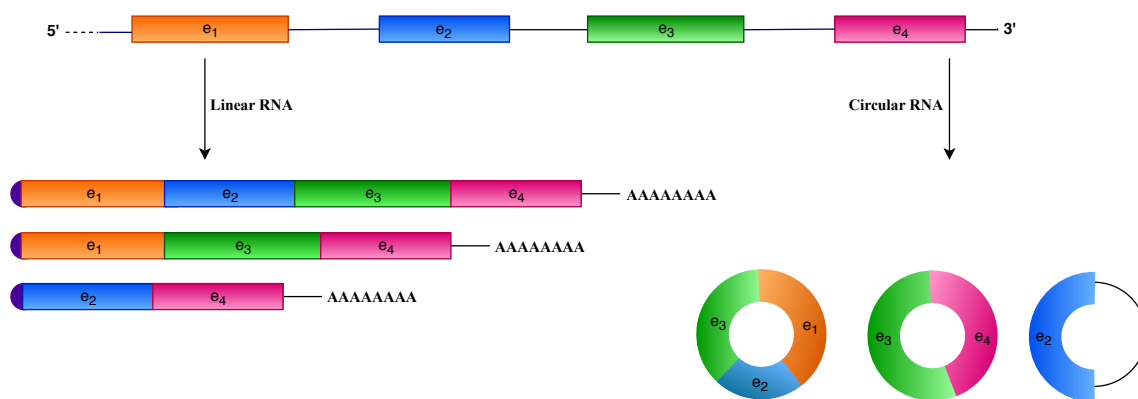 5' e1 e2 e3 e4 3'
Linear RNA Circular RNA
e1 e2 e3 e4 AAAAAAAA
e1 e3 e4 AAAAAAAA
e2 e4 AAAAAAAA
e3 e1 e2
e3 e4
e2